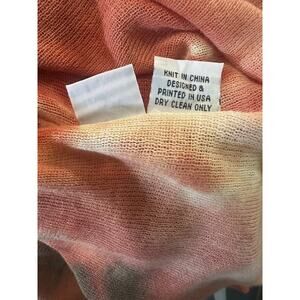 KNIT IN CHINA
DESIGNED &
PRINTED IN USA
DRY CLEAN ONLY